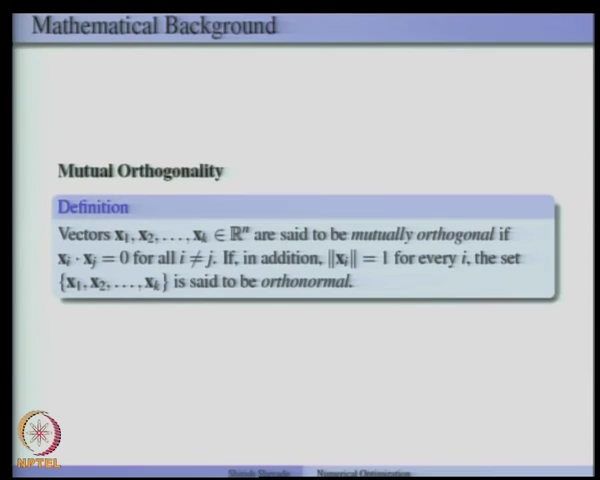 Mathematical Background
Mutual Orthogonality
Definition
Vectors x₁, x₂, . . . , xₖ ∈ ℝⁿ are said to be mutually orthogonal if
xᵢ · xⱼ = 0 for all i ≠ j. If, in addition, ‖xᵢ‖ = 1 for every i, the set
{x₁, x₂, . . . , xₖ} is said to be orthonormal.
NPTEL
Numerical Optimization